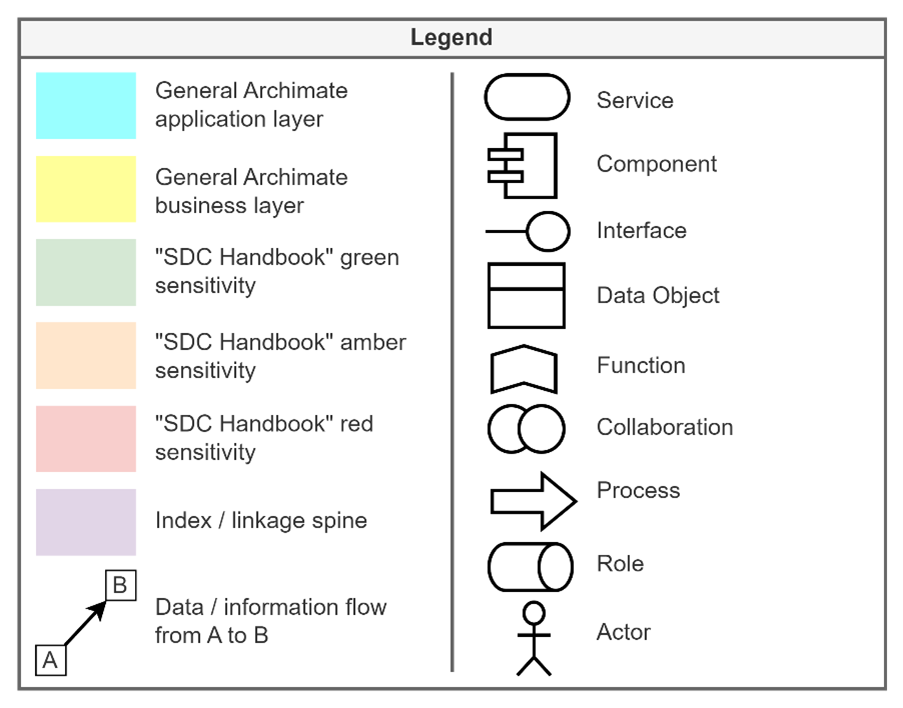 Legend
General Archimate
application layer
General Archimate
business layer
"SDC Handbook" green
sensitivity
"SDC Handbook" amber
sensitivity
"SDC Handbook" red
sensitivity
Index / linkage spine
B
A
Data / information flow
from A to B
Service
Component
Interface
Data Object
Function
Collaboration
Process
Role
Actor